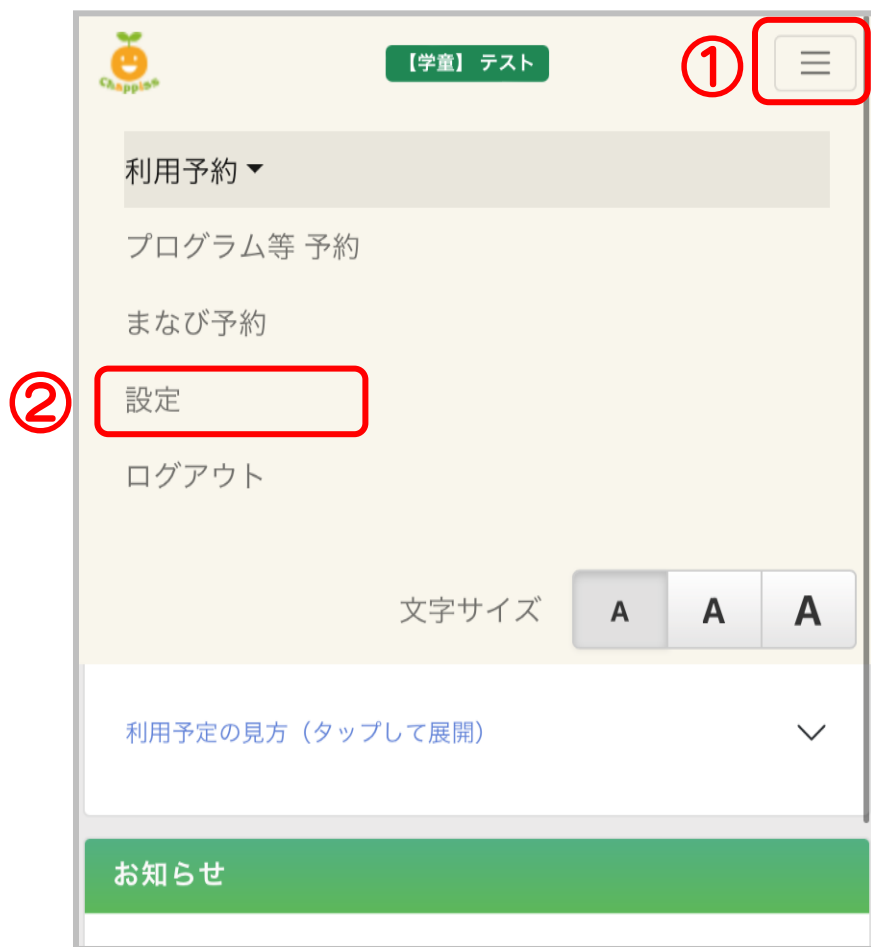 Chappiss
【学童】 テスト
①
利用予約
プログラム等 予約
まなび予約
②
設定
ログアウト
文字サイズ A A A
利用予定の見方（タップして展開）
お知らせ